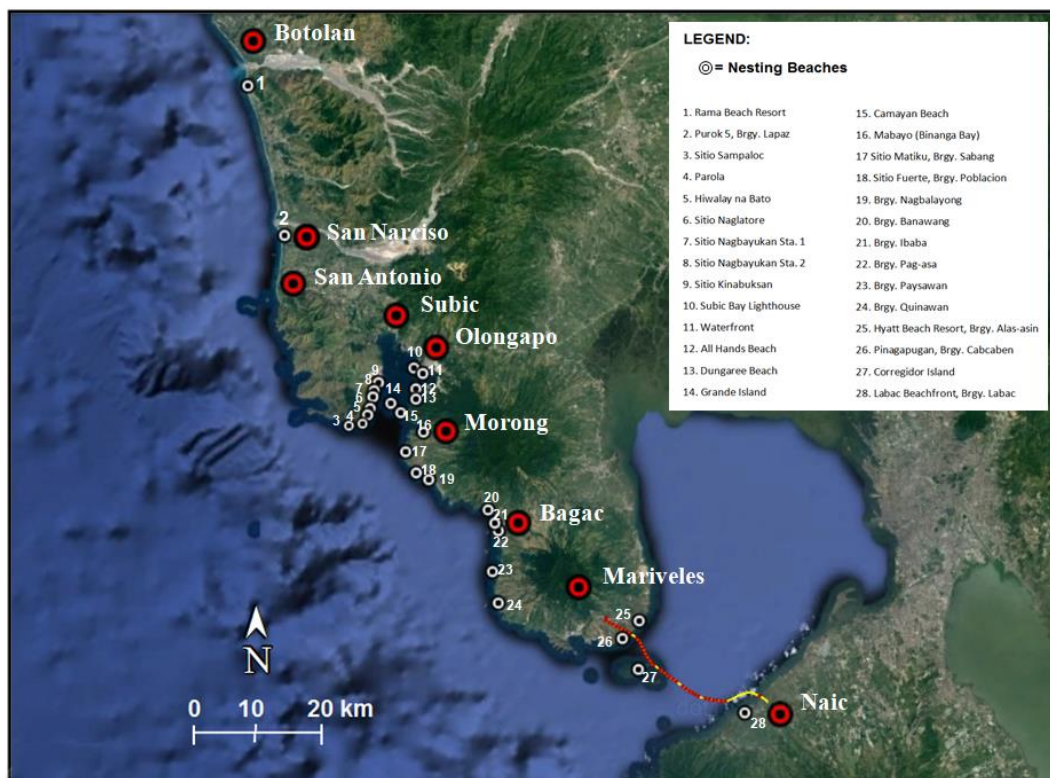 Botolan
1
2
San Narciso
San Antonio
Subic
Olongapo
10
9
11
8
7
14
12
6
13
5
4
15
3
16
Morong
17
18
19
20
21
Bagac
22
23
Mariveles
24
25
26
27
Naic
28
N
0 10 20 km
LEGEND:
= Nesting Beaches
1. Rama Beach Resort
2. Purok 5, Brgy. Lapaz
3. Sitio Sampaloc
4. Parola
5. Hiwalay na Bato
6. Sitio Naglatore
7. Sitio Nagbayukan Sta. 1
8. Sitio Nagbayukan Sta. 2
9. Sitio Kinabuksan
10. Subic Bay Lighthouse
11. Waterfront
12. All Hands Beach
13. Dungaree Beach
14. Grande Island
15. Camayan Beach
16. Mabayo (Binanga Bay)
17 Sitio Matiku, Brgy. Sabang
18. Sitio Fuerte, Brgy. Poblacion
19. Brgy. Nagbalayong
20. Brgy. Banawang
21. Brgy. Ibaba
22. Brgy. Pag-asa
23. Brgy. Paysawan
24. Brgy. Quinawan
25. Hyatt Beach Resort, Brgy. Alas-asin
26. Pinagapugan, Brgy. Cabcaben
27. Corregidor Island
28. Labac Beachfront, Brgy. Labac